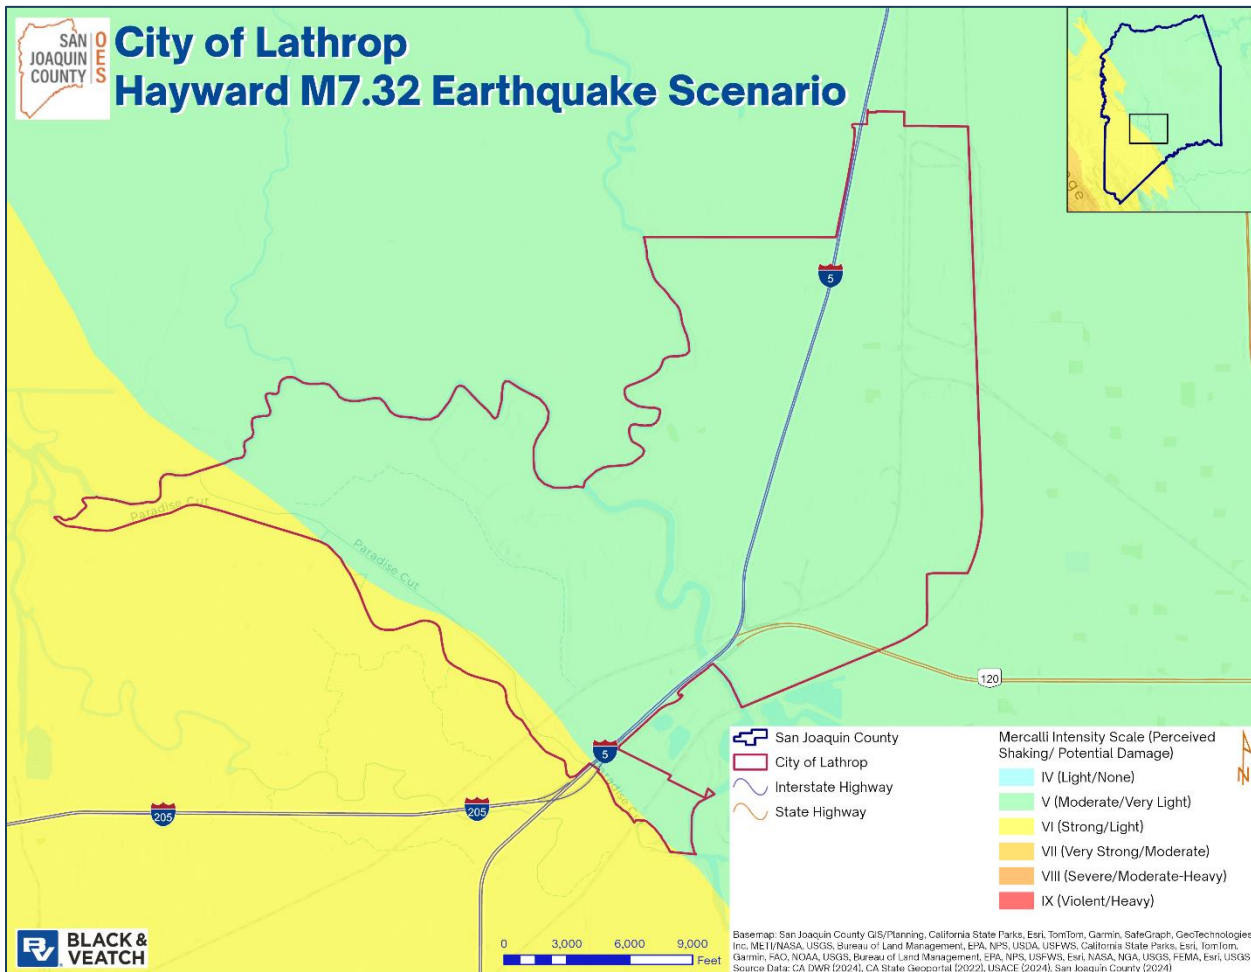 SAN
JOAQUIN
COUNTY
OES
City of Lathrop
Hayward M7.32 Earthquake Scenario
ge
5
Paradise Cut
Paradise Cut
120
5
205
205
San Joaquin County
City of Lathrop
Interstate Highway
State Highway
Mercalli Intensity Scale (Perceived
Shaking/ Potential Damage)
IV (Light/None)
V (Moderate/Very Light)
VI (Strong/Light)
VII (Very Strong/Moderate)
VIII (Severe/Moderate-Heavy)
IX (Violent/Heavy)
N
BV BLACK &
VEATCH
0 3,000 6,000 9,000
Feet
Basemap: San Joaquin County GIS/Planning, California State Parks, Esri, TomTom, Garmin, SafeGraph, GeoTechnologies,
Inc, METI/NASA, USGS, Bureau of Land Management, EPA, NPS, USDA, USFWS, California State Parks, Esri, TomTom,
Garmin, FAO, NOAA, USGS, Bureau of Land Management, EPA, NPS, USFWS, Esri, NASA, NGA, USGS, FEMA, Esri, USGS
Source Data: CA DWR (2024), CA State Geoportal (2022), USACE (2024), San Joaquin County (2024)